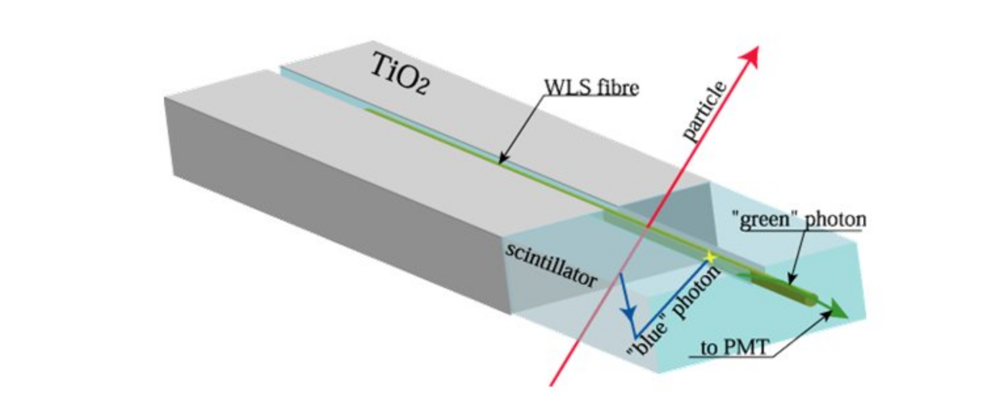 TiO2
WLS fibre
particle
"green" photon
scintillator
"blue" photon
to PMT